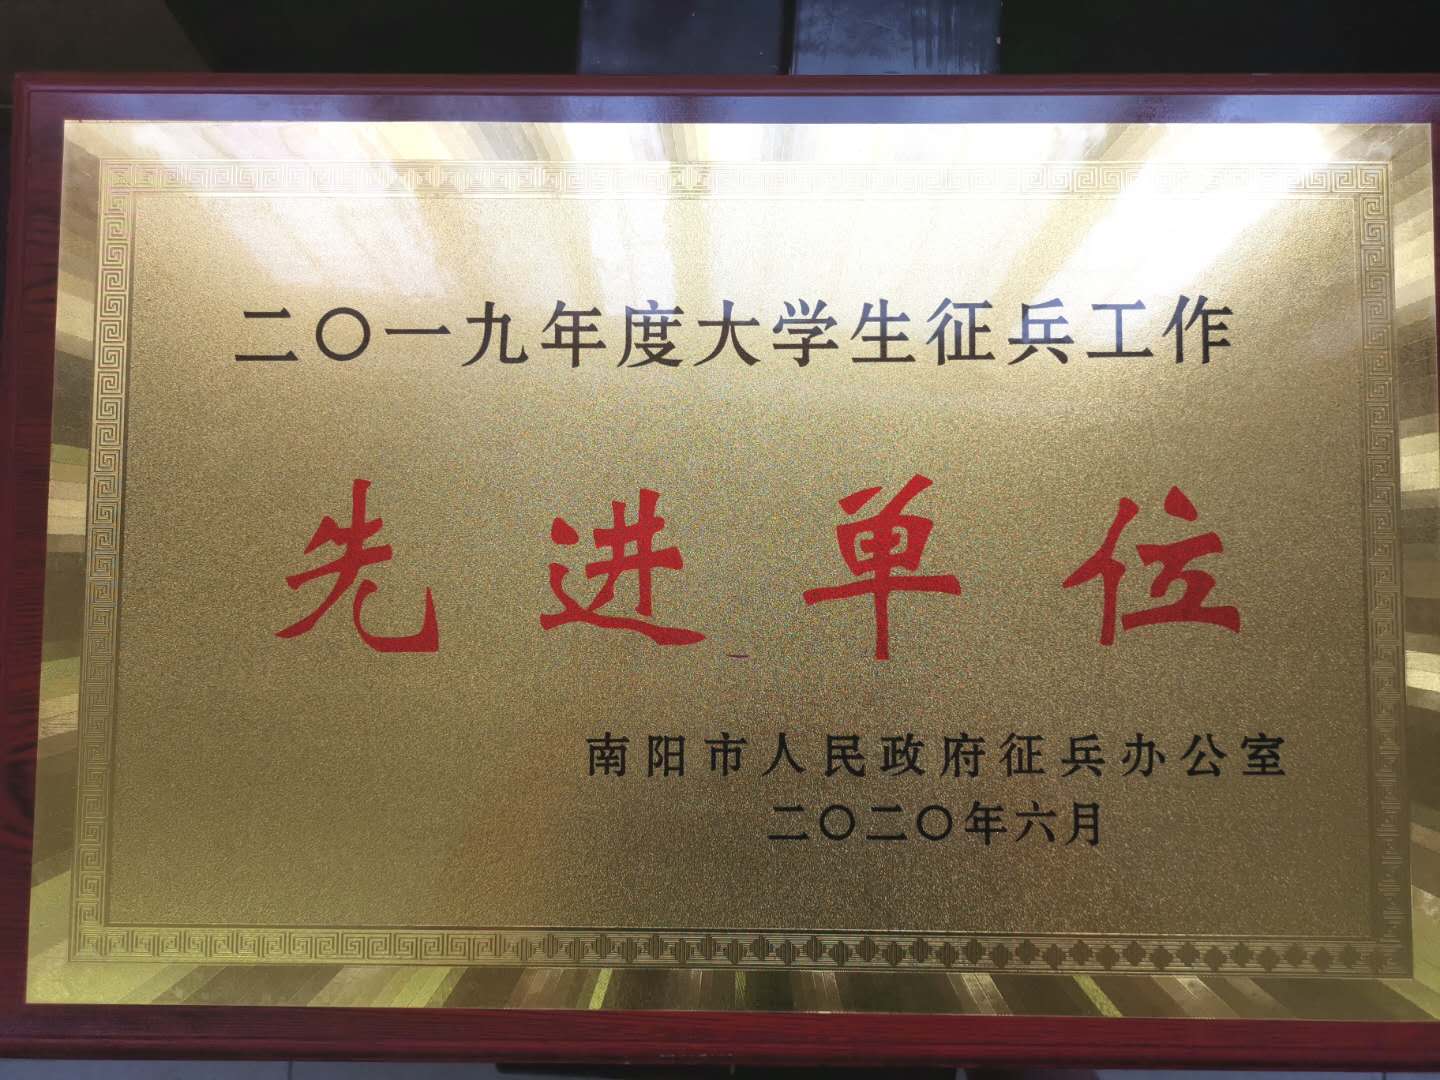 二〇一九年度大学生征兵工作
先进单位
南阳市人民政府征兵办公室
二〇二〇年六月